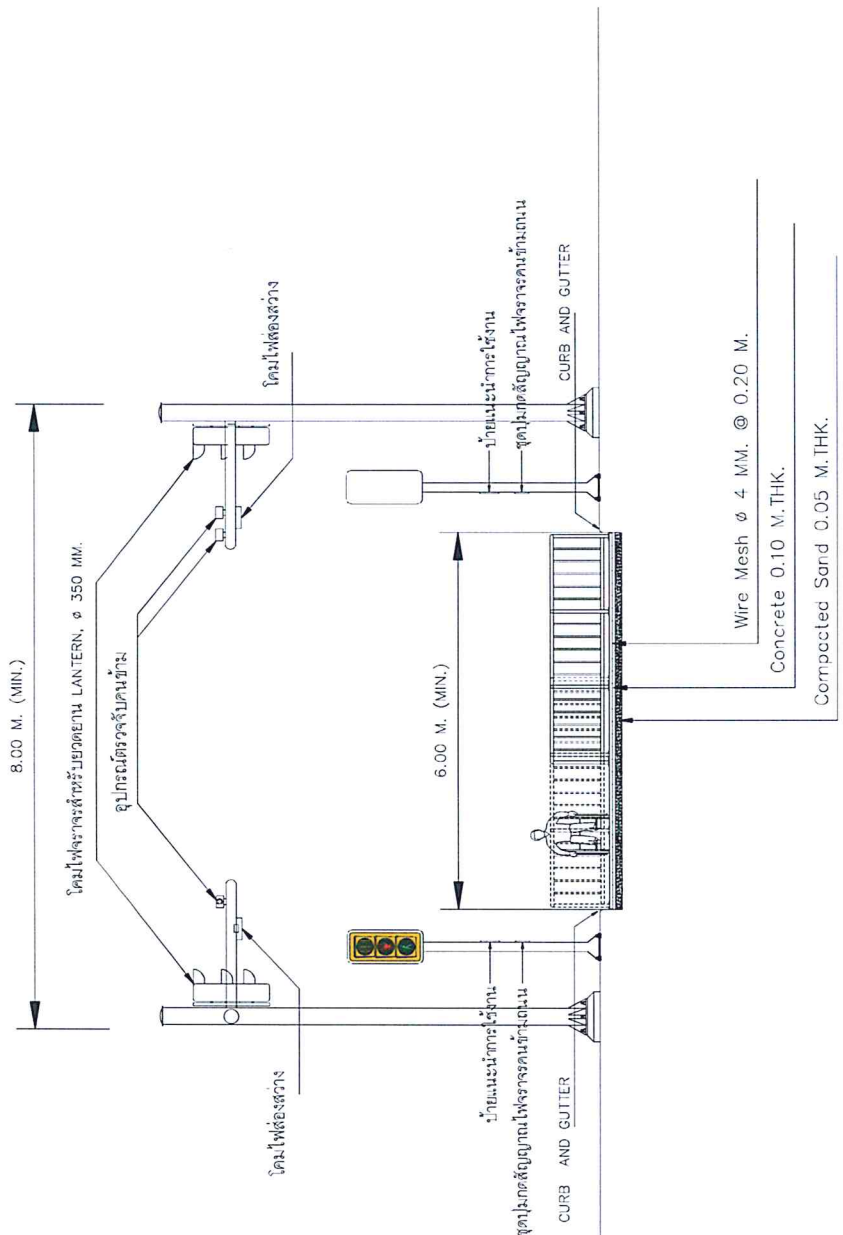 8.00 M. (MIN.)
โคมไฟจราจรสำหรับยวดยาน LANTERN, ø 350 MM.
อุปกรณ์ตรวจจับคนข้าม
โคมไฟส่องสว่าง
โคมไฟส่องสว่าง
6.00 M. (MIN.)
ป้ายแนะนำการใช้งาน
ชุดปุ่มกดสัญญาณไฟจราจรคนข้ามถนน
CURB AND GUTTER
ป้ายแนะนำการใช้งาน
ชุดปุ่มกดสัญญาณไฟจราจรคนข้ามถนน
CURB AND GUTTER
Wire Mesh ø 4 MM. @ 0.20 M.
Concrete 0.10 M.THK.
Compacted Sand 0.05 M.THK.